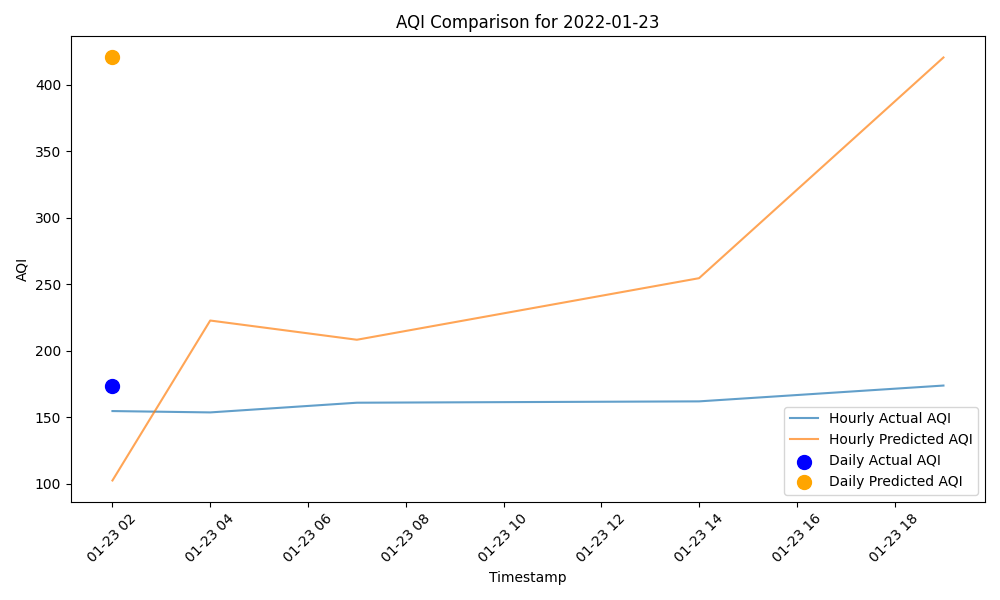 AQI Comparison for 2022-01-23
AQI
400
350
300
250
200
150
100
Hourly Actual AQI
Hourly Predicted AQI
Daily Actual AQI
Daily Predicted AQI
01-23 02
01-23 04
01-23 06
01-23 08
01-23 10
01-23 12
01-23 14
01-23 16
01-23 18
Timestamp